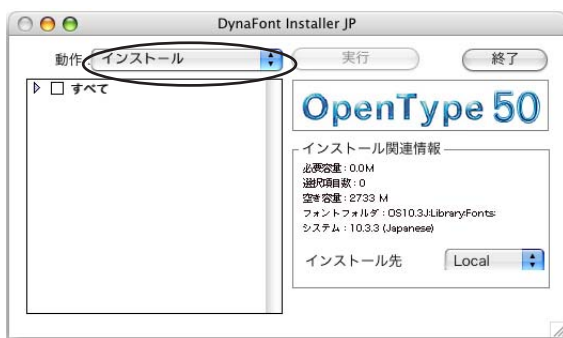 DynaFont Installer JP
動作 インストール
実行
終了
すべて
OpenType 50
インストール関連情報
必要容量：0.0M
選択項目数：0
空き容量：2733 M
フォントフォルダ：OS10.3J:Library:Fonts:
システム：10.3.3 (Japanese)
インストール先 Local